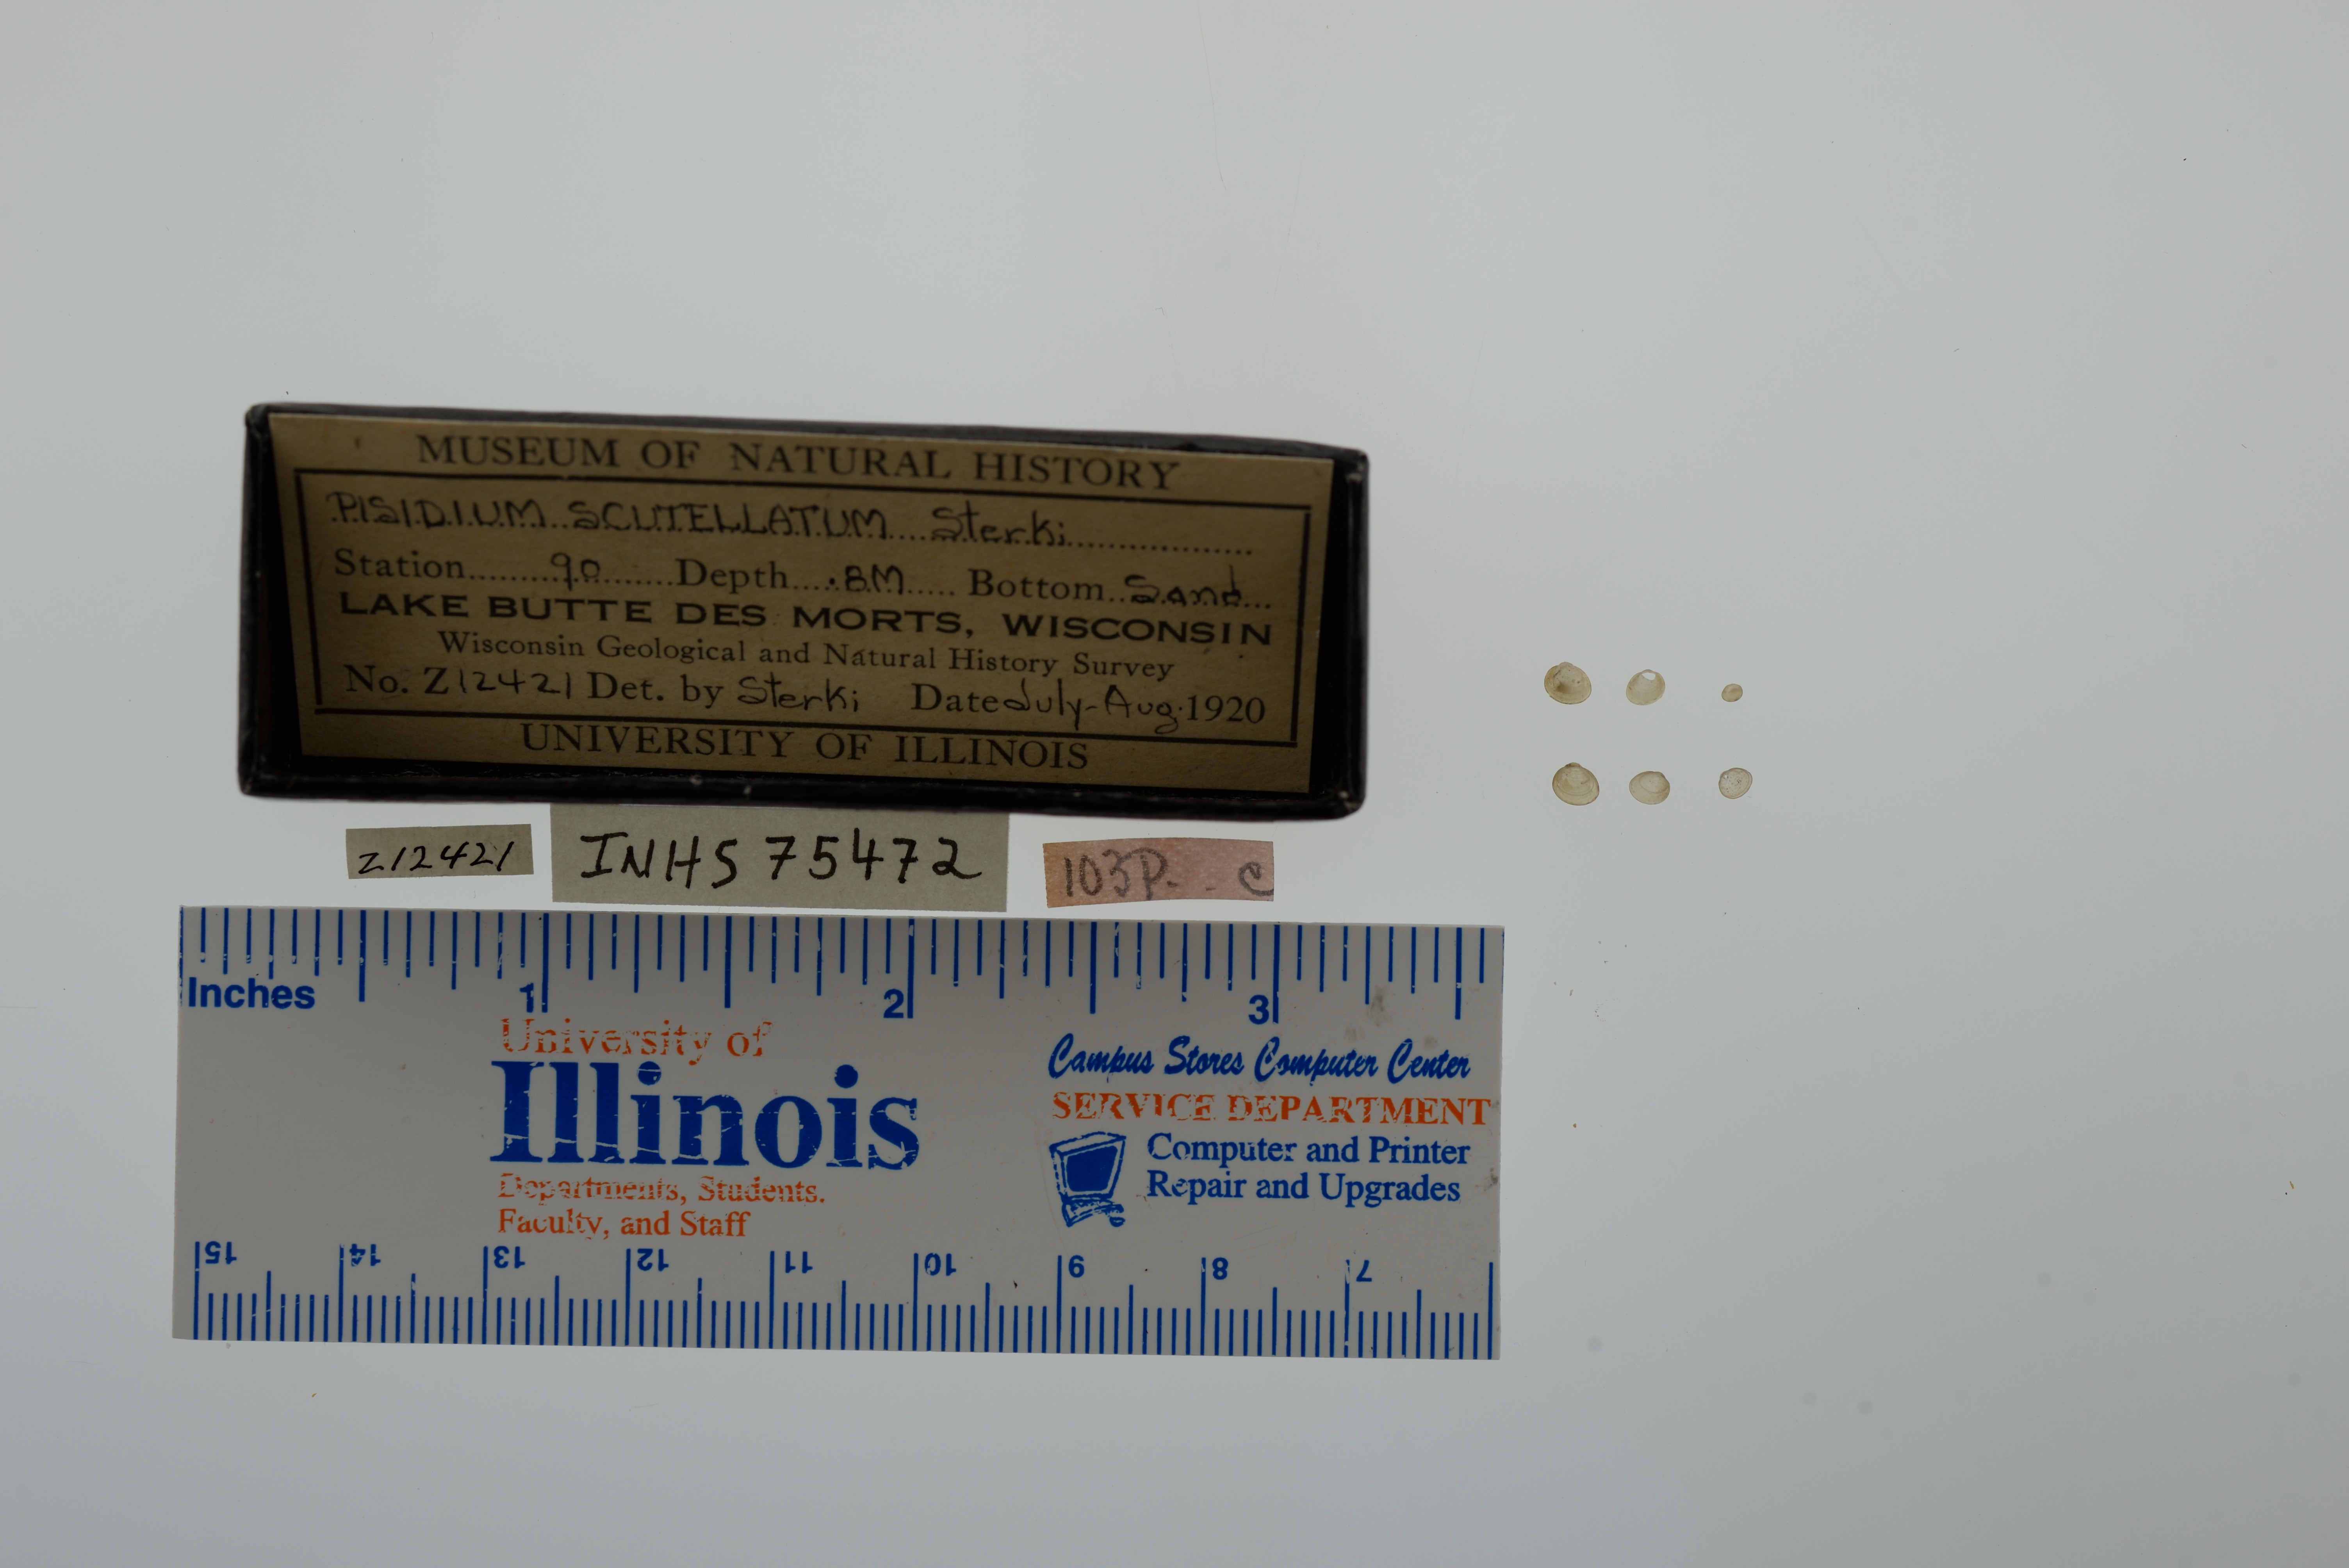 MUSEUM OF NATURAL HISTORY
PISIDIUM SCUTELLATUM Sterki
Station 90 Depth .8M Bottom Sand
LAKE BUTTE DES MORTS, WISCONSIN
Wisconsin Geological and Natural History Survey
No. Z12421 Det. by Sterki Date July-Aug. 1920
UNIVERSITY OF ILLINOIS
Z12421
INHS 75472
103P. . C
Inches 1 2 3
University of
Illinois
Departments, Students.
Faculty, and Staff
Campus Stores Computer Center
SERVICE DEPARTMENT
Computer and Printer
Repair and Upgrades
15 14 13 12 11 10 9 8 7